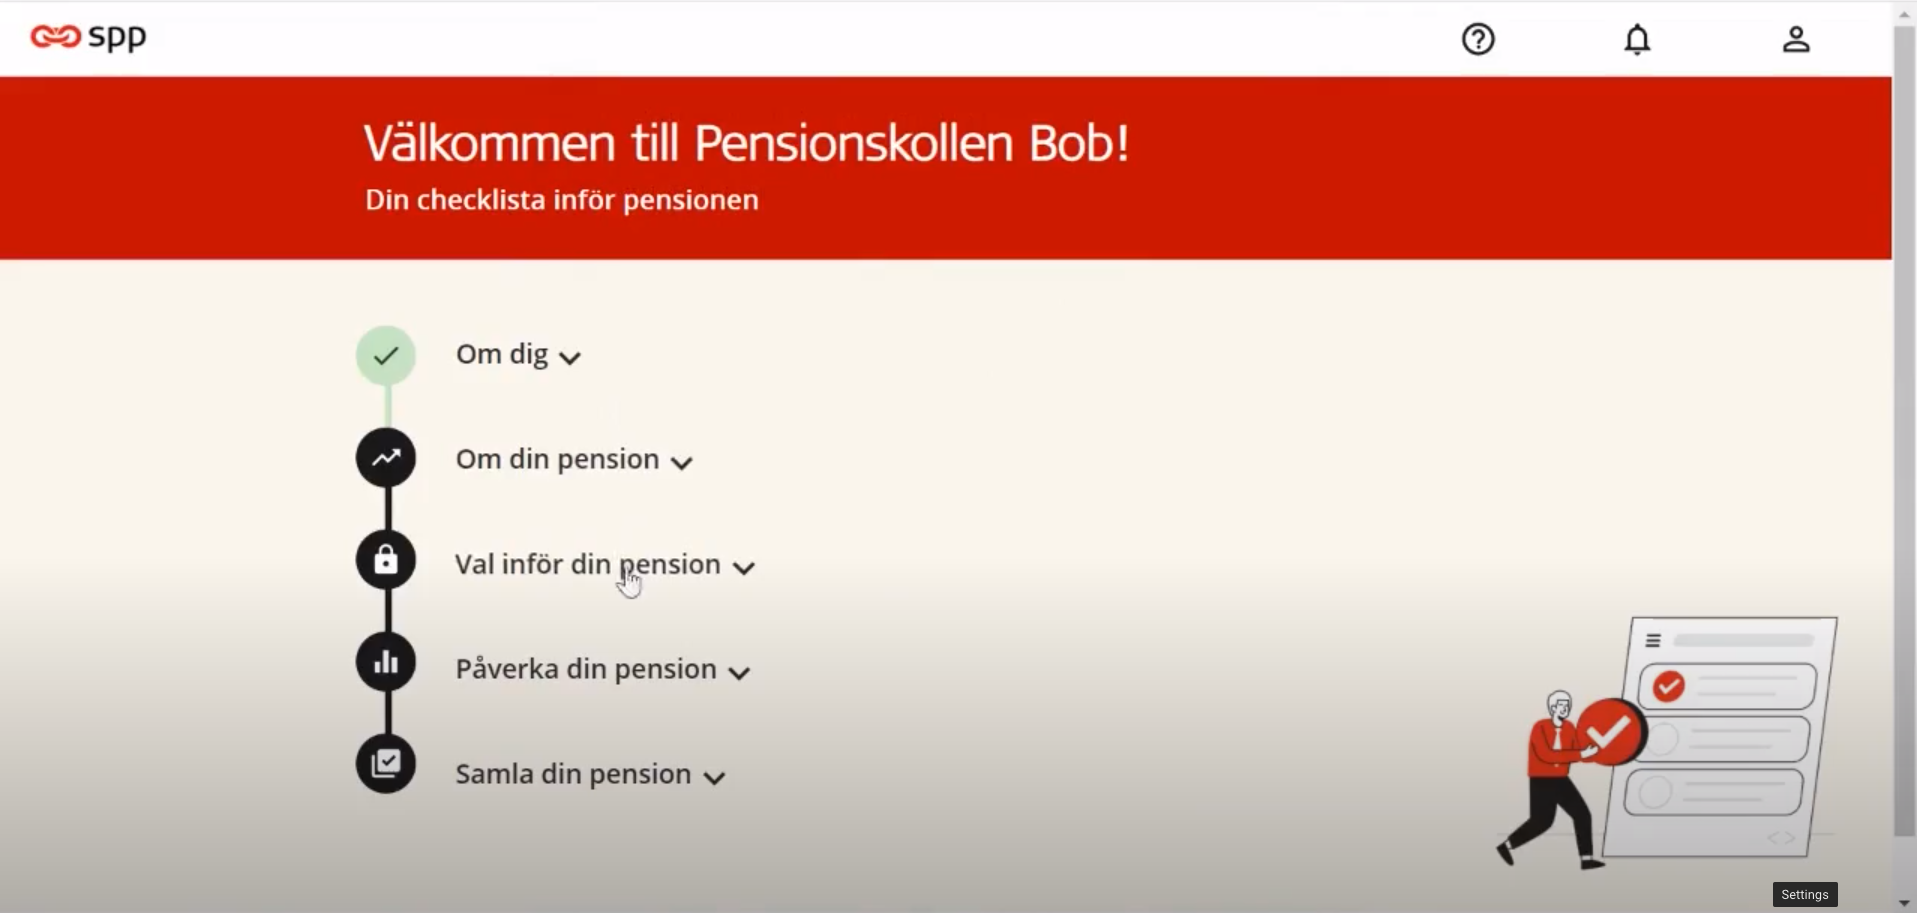 spp
Välkommen till Pensionskollen Bob!
Din checklista inför pensionen
Om dig
Om din pension
Val inför din pension
Påverka din pension
Samla din pension
Settings